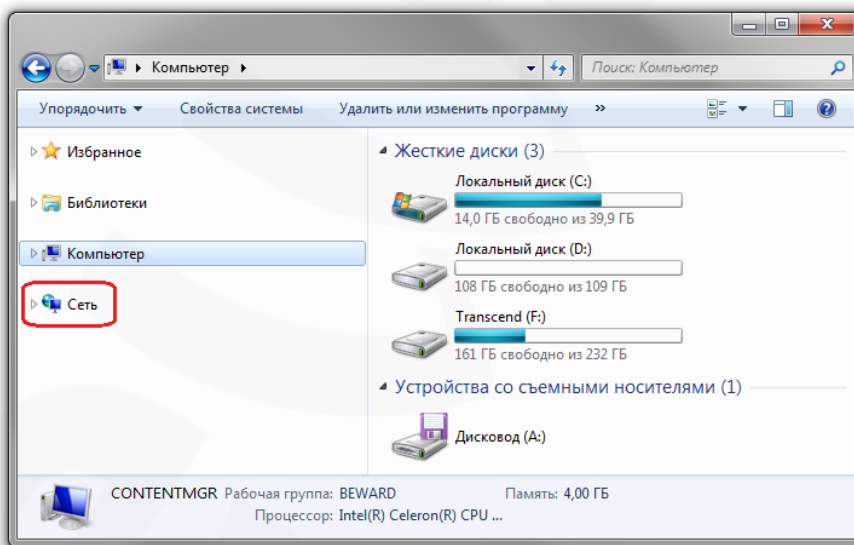 Компьютер
Поиск: Компьютер
Упорядочить Свойства системы Удалить или изменить программу »
Избранное
Библиотеки
Компьютер
Сеть
Жесткие диски (3)
Локальный диск (C:)
14,0 ГБ свободно из 39,9 ГБ
Локальный диск (D:)
108 ГБ свободно из 109 ГБ
Transcend (F:)
161 ГБ свободно из 232 ГБ
Устройства со съемными носителями (1)
Дисковод (A:)
CONTENTMGR Рабочая группа: BEWARD Память: 4,00 ГБ
Процессор: Intel(R) Celeron(R) CPU ...